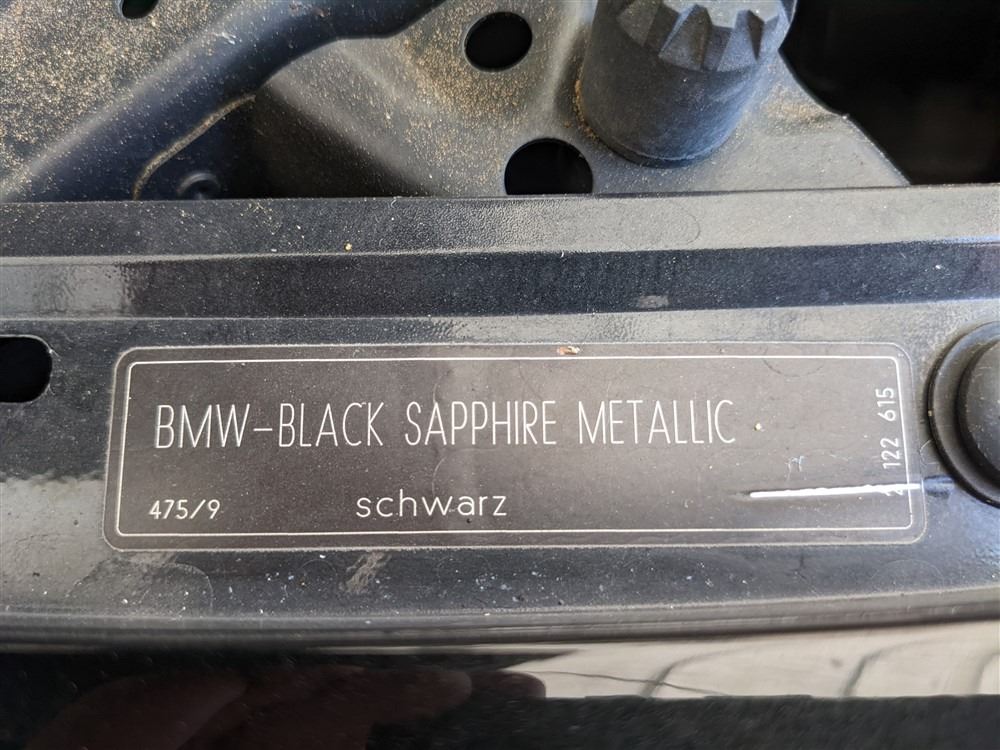 BMW-BLACK SAPPHIRE METALLIC
475/9 schwarz
122 615